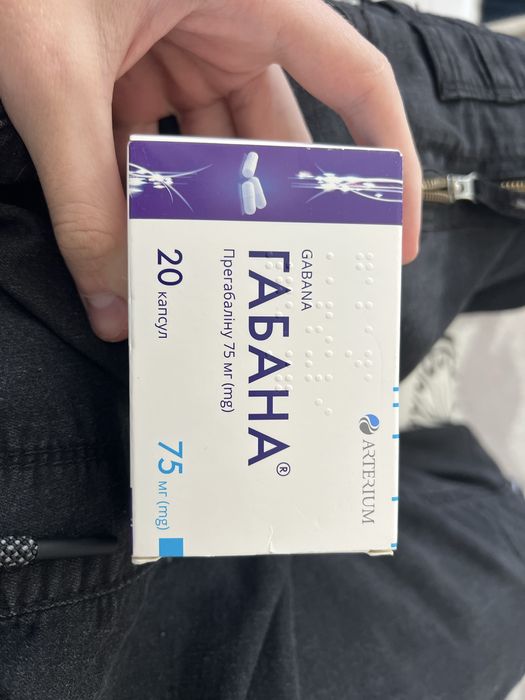 ARTERIUM
GABANA
ГАБАНА®
Прегабаліну 75 мг (mg)
20 капсул
75 мг (mg)